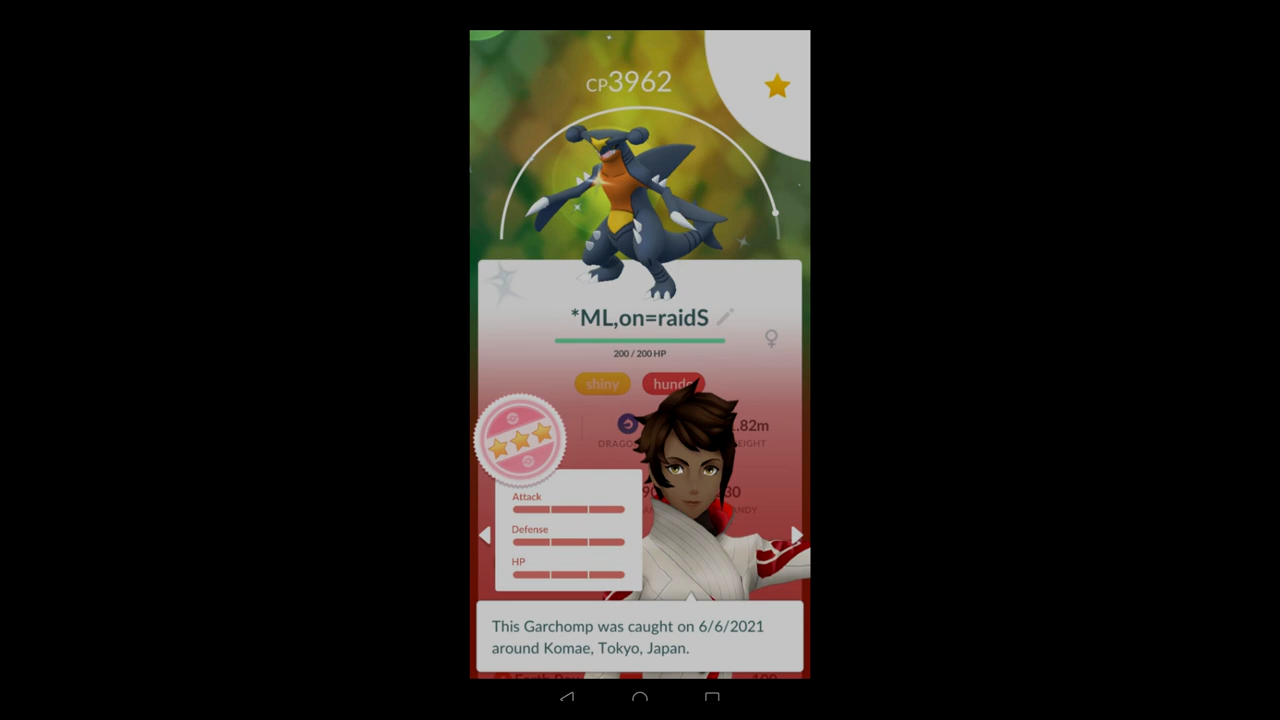 CP3962
*ML,on=raidS
200 / 200 HP
shiny
.82m
Attack
Defense
HP
This Garchomp was caught on 6/6/2021
around Komae, Tokyo, Japan.